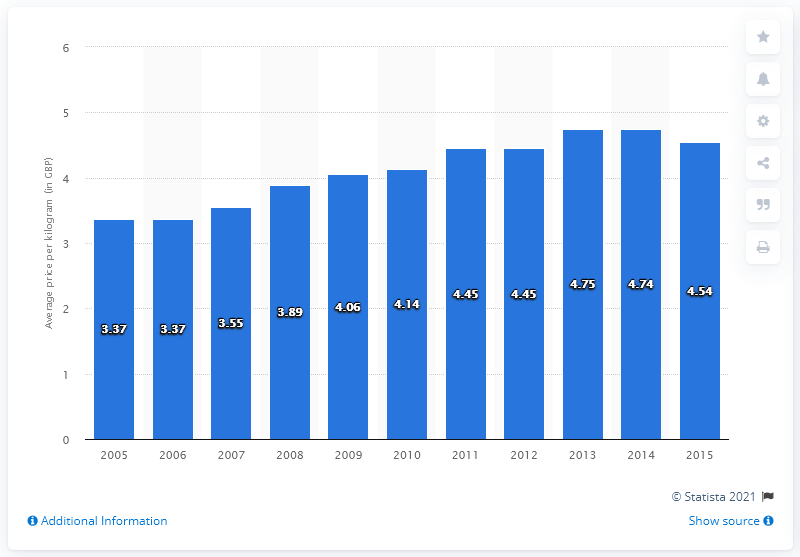 6
5
4
3
2
1
0
Average price per kilogram (in GBP)
3.37 3.37 3.55 3.89 4.06 4.14 4.45 4.45 4.75 4.74 4.54
2005 2006 2007 2008 2009 2010 2011 2012 2013 2014 2015
© Statista 2021
Additional Information Show source